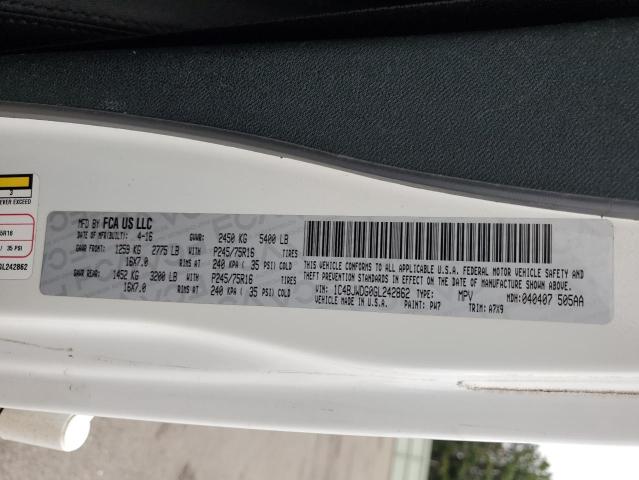 EVER EXCEED
5R16
/ 35 PSI
GL242862
MFD BY FCA US LLC
DATE OF MFR(BUILT): 4-16 GVWR: 2450 KG 5400 LB
GAWR FRONT: 1259 KG 2775 LB WITH P245/75R16 TIRES
16X7.0 RIMS AT 240 KPA ( 35 PSI) COLD
GAWR REAR: 1452 KG 3200 LB WITH P245/75R16 TIRES
16X7.0 RIMS AT 240 KPA ( 35 PSI) COLD
THIS VEHICLE CONFORMS TO ALL APPLICABLE U.S.A. FEDERAL MOTOR VEHICLE SAFETY AND
THEFT PREVENTION STANDARDS IN EFFECT ON THE DATE OF MANUFACTURE SHOWN ABOVE.
VIN: 1C4BJWDG0GL242862 TYPE: MPV MDH: 040407 505AA
VEHICLE MADE IN U.S.A. PAINT: PW7 TRIM: A7X9